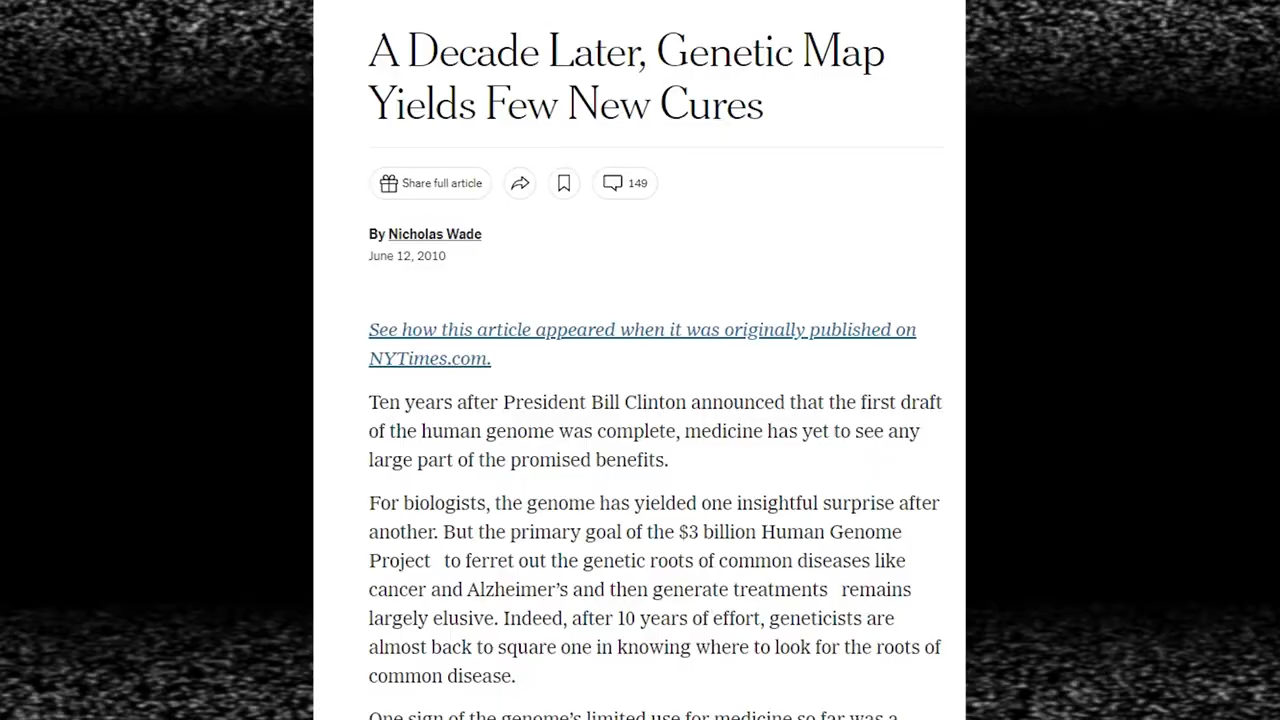 A Decade Later, Genetic Map
Yields Few New Cures
Share full article
149
By Nicholas Wade
June 12, 2010
See how this article appeared when it was originally published on
NYTimes.com.
Ten years after President Bill Clinton announced that the first draft
of the human genome was complete, medicine has yet to see any
large part of the promised benefits.
For biologists, the genome has yielded one insightful surprise after
another. But the primary goal of the $3 billion Human Genome
Project to ferret out the genetic roots of common diseases like
cancer and Alzheimer’s and then generate treatments remains
largely elusive. Indeed, after 10 years of effort, geneticists are
almost back to square one in knowing where to look for the roots of
common disease.
One sign of the genome’s limited use for medicine so far was a